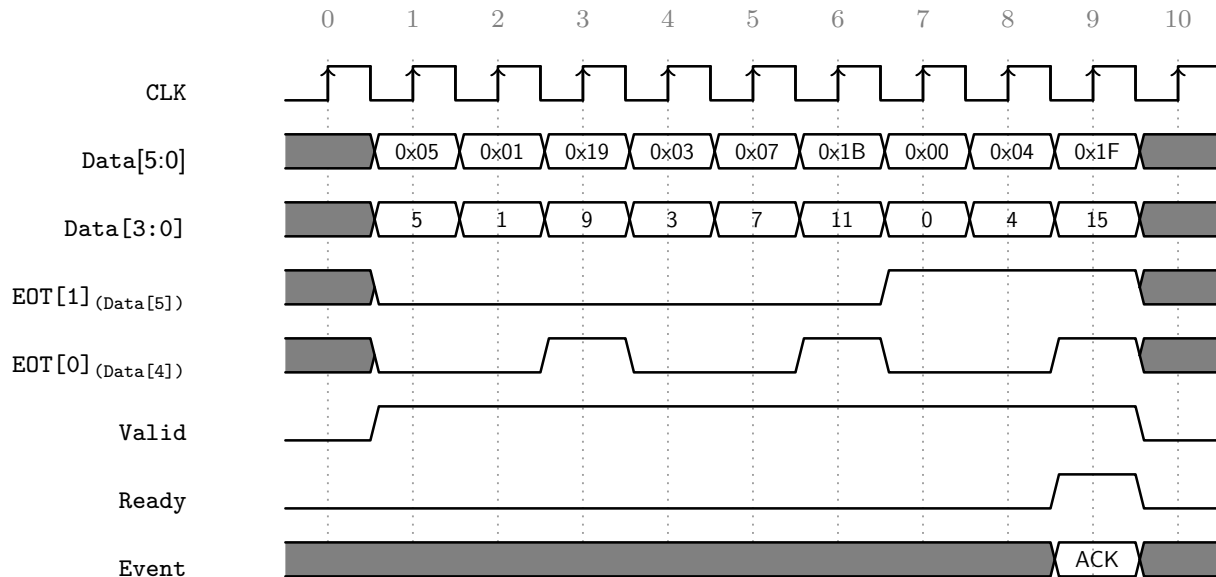 0 1 2 3 4 5 6 7 8 9 10
CLK
Data[5:0] 0x05 0x01 0x19 0x03 0x07 0x1B 0x00 0x04 0x1F
Data[3:0] 5 1 9 3 7 11 0 4 15
EOT[1](Data[5])
EOT[0](Data[4])
Valid
Ready
Event ACK